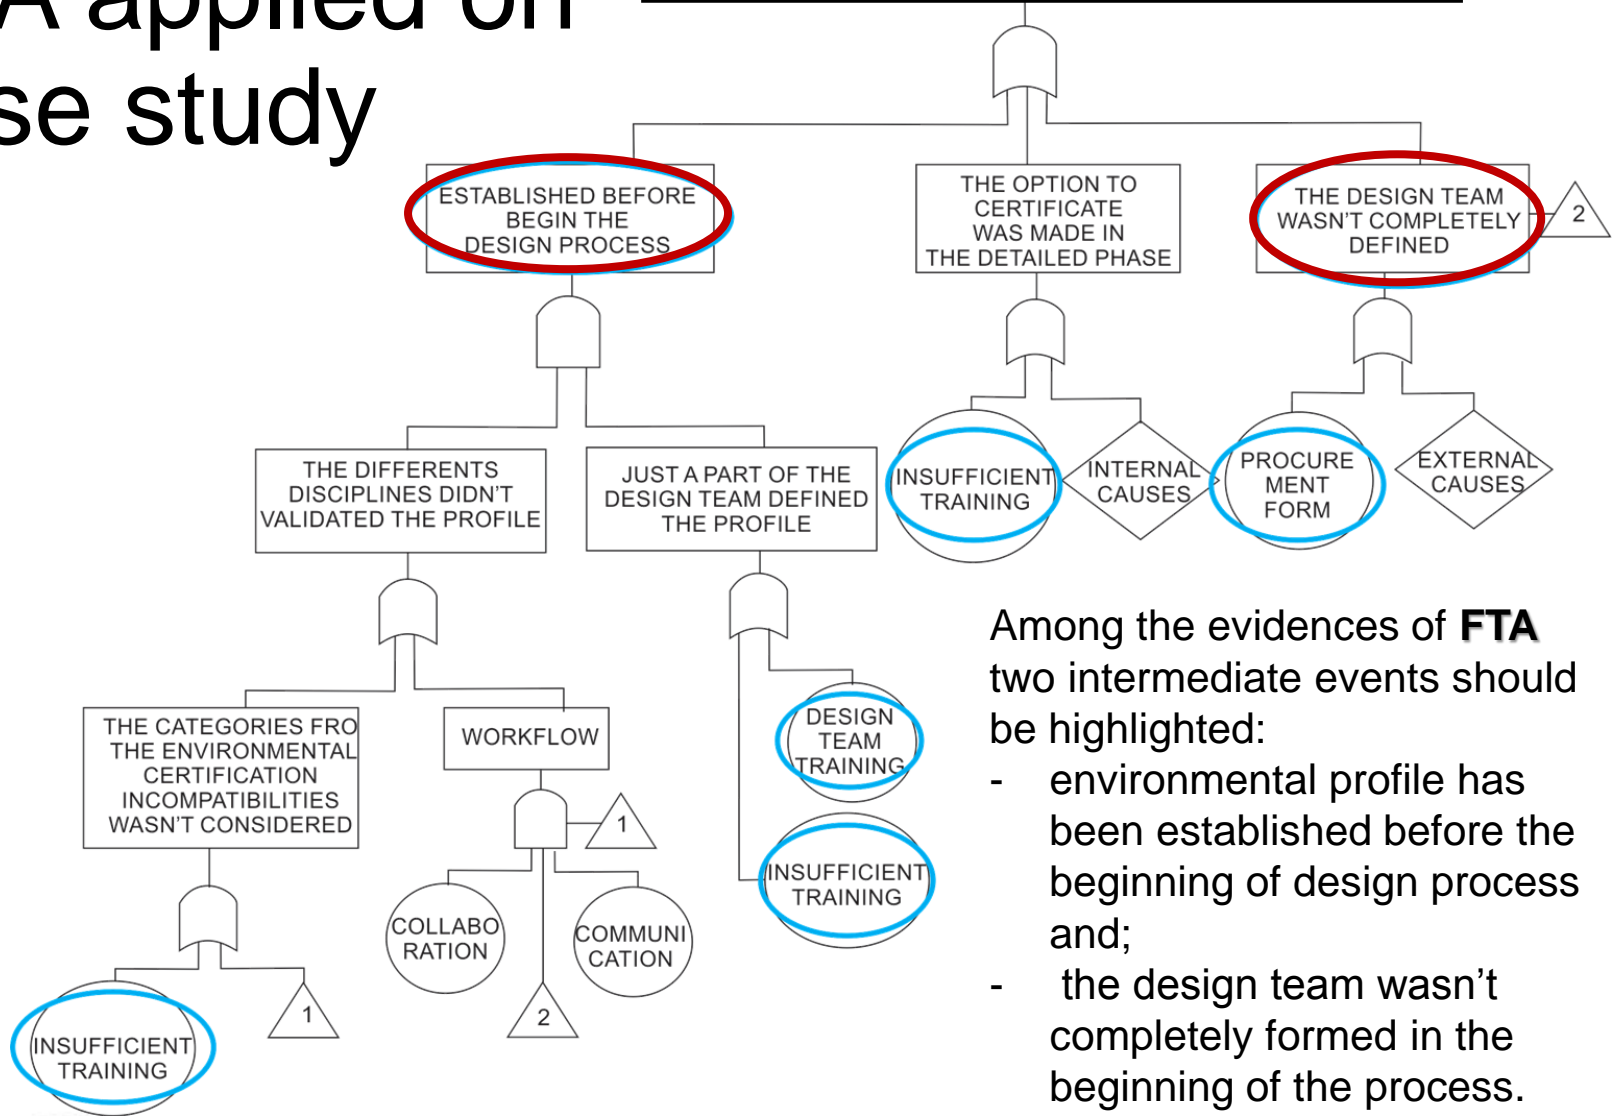 A applied on
se study
ESTABLISHED BEFORE
BEGIN THE
DESIGN PROCESS
THE OPTION TO
CERTIFICATE
WAS MADE IN
THE DETAILED PHASE
THE DESIGN TEAM
WASN'T COMPLETELY
DEFINED
2
THE DIFFERENTS
DISCIPLINES DIDN'T
VALIDATED THE PROFILE
JUST A PART OF THE
DESIGN TEAM DEFINED
THE PROFILE
INSUFFICIENT
TRAINING
INTERNAL
CAUSES
PROCURE
MENT
FORM
EXTERNAL
CAUSES
THE CATEGORIES FRO
THE ENVIRONMENTAL
CERTIFICATION
INCOMPATIBILITIES
WASN'T CONSIDERED
WORKFLOW
1
DESIGN
TEAM
TRAINING
INSUFFICIENT
TRAINING
COLLABO
RATION
COMMUNI
CATION
2
1
INSUFFICIENT
TRAINING
Among the evidences of FTA
two intermediate events should
be highlighted:
- environmental profile has
been established before the
beginning of design process
and;
- the design team wasn't
completely formed in the
beginning of the process.